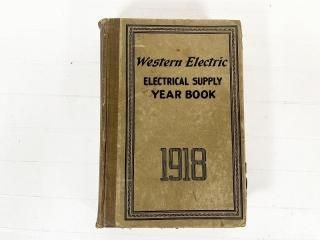 Western Electric
ELECTRICAL SUPPLY
YEAR BOOK
1918